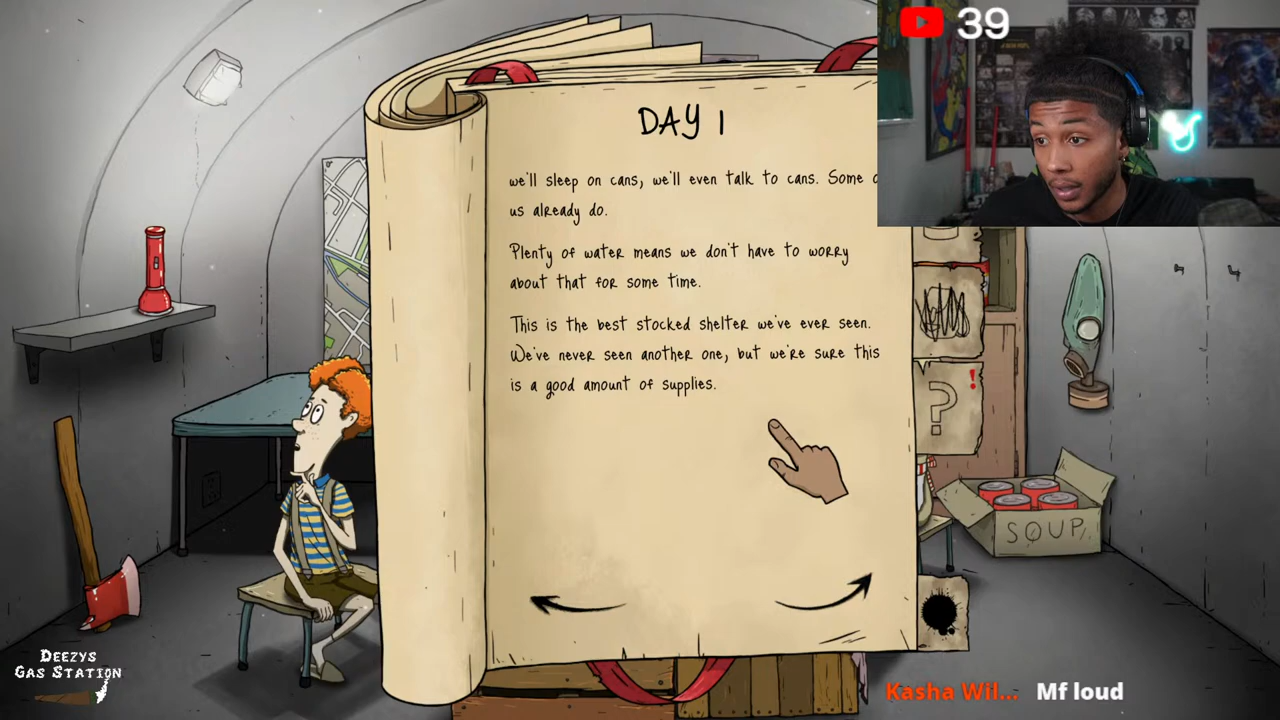 39
DAY 1
we'll sleep on cans, we'll even talk to cans. Some
us already do.
Plenty of water means we don't have to worry
about that for some time.
This is the best stocked shelter we've ever seen.
We've never seen another one, but we're sure this
is a good amount of supplies.
?
!
SOUP
DEEZYS
GAS STATION
Kasha Wil... Mf loud